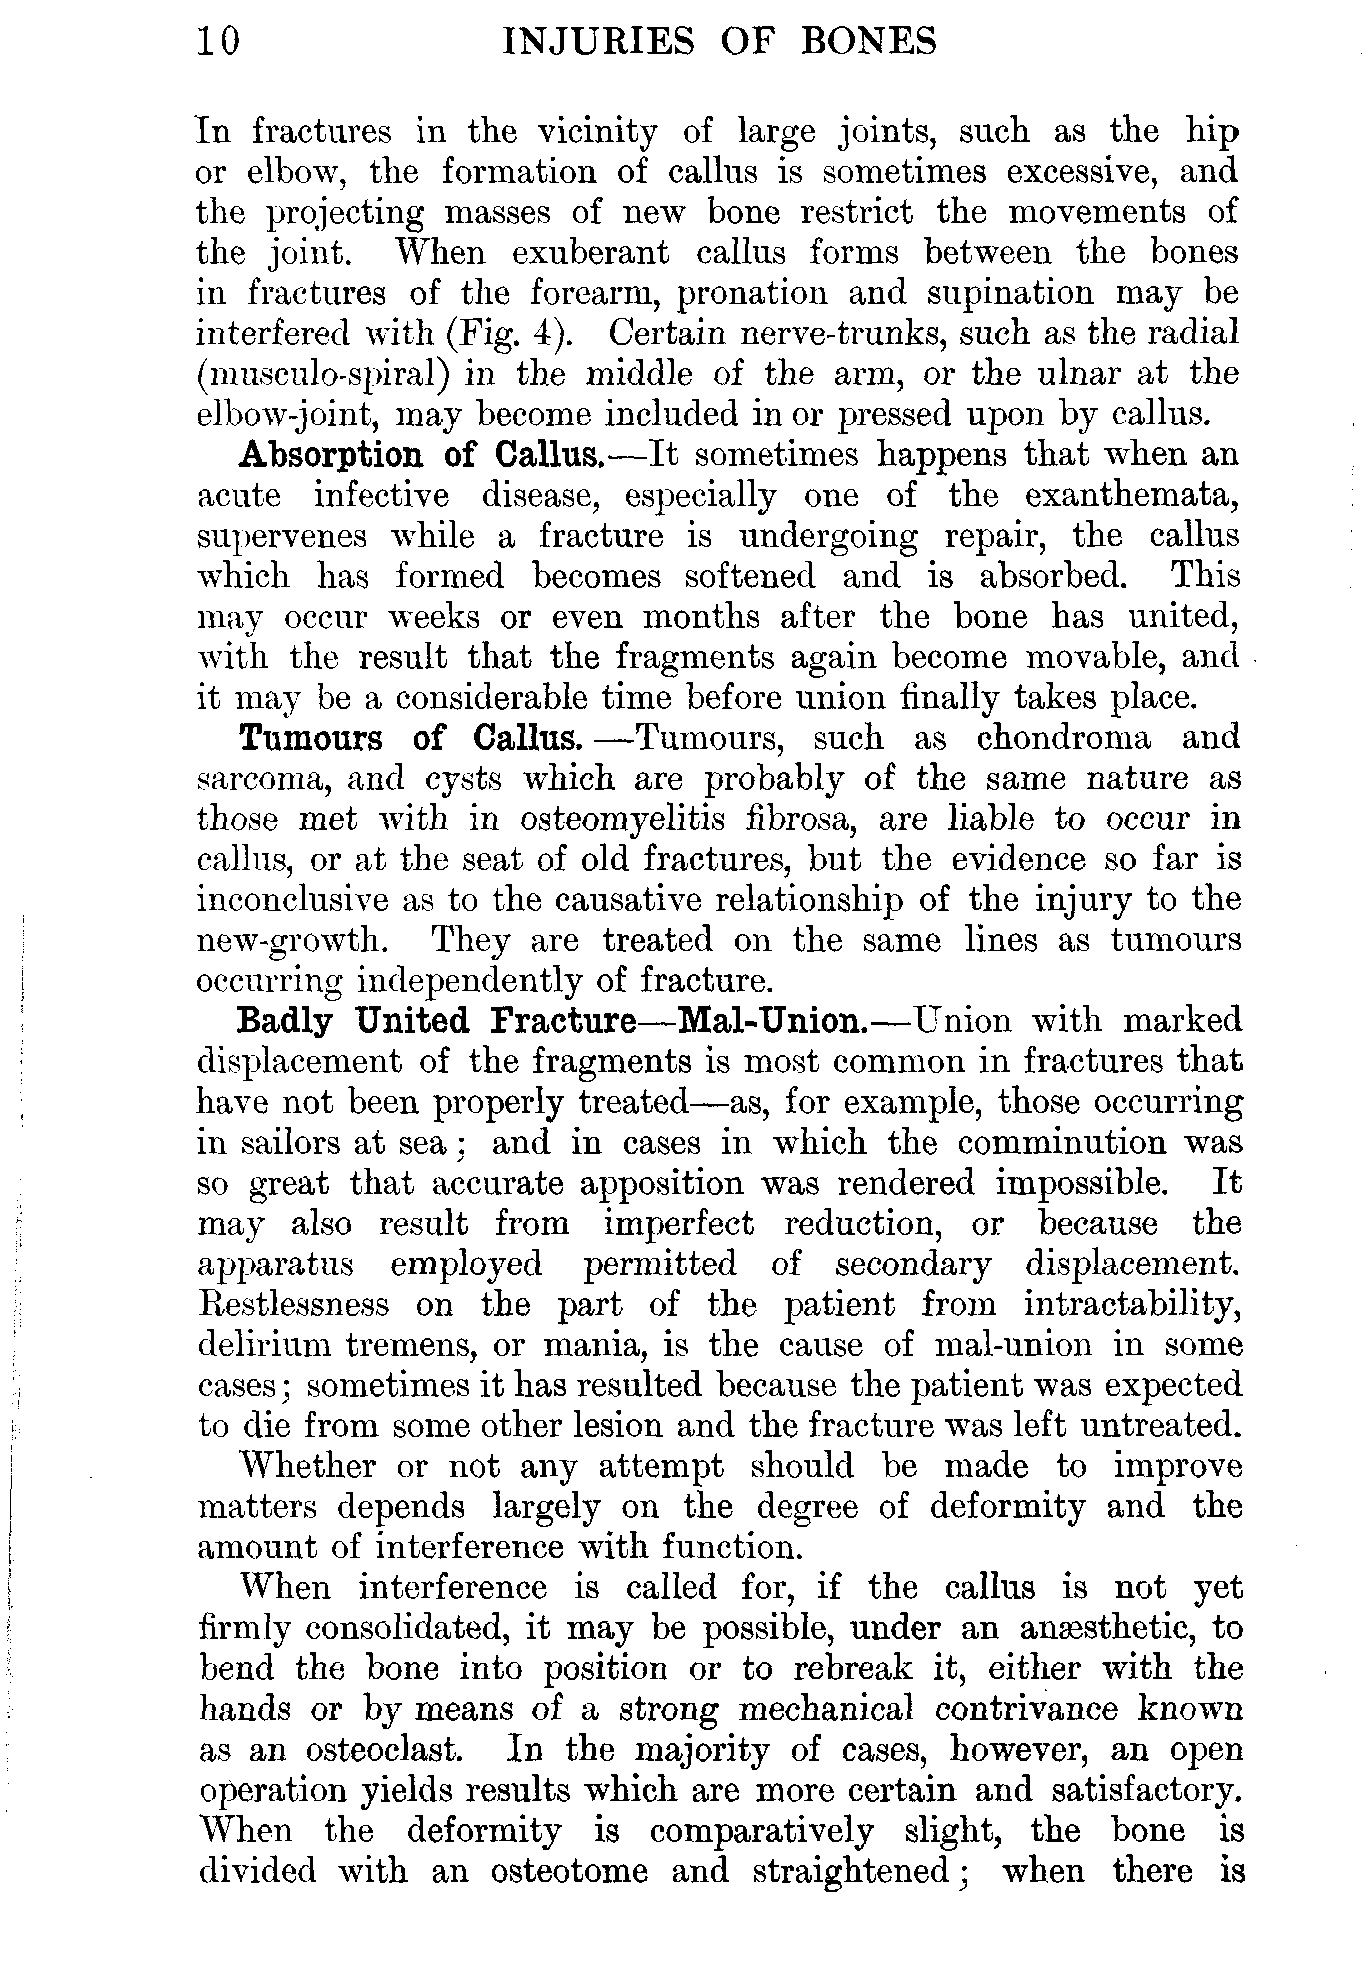 10 INJURIES OF BONES
In fractures in the vicinity of large joints, such as the hip
or elbow, the formation of callus is sometimes excessive, and
the projecting masses of new bone restrict the movements of
the joint. When exuberant callus forms between the bones
in fractures of the forearm, pronation and supination may be
interfered with (Fig. 4). Certain nerve-trunks, such as the radial
(musculo-spiral) in the middle of the arm, or the ulnar at the
elbow-joint, may become included in or pressed upon by callus.
Absorption of Callus.—It sometimes happens that when an
acute infective disease, especially one of the exanthemata,
supervenes while a fracture is undergoing repair, the callus
which has formed becomes softened and is absorbed. This
may occur weeks or even months after the bone has united,
with the result that the fragments again become movable, and
it may be a considerable time before union finally takes place.
Tumours of Callus.—Tumours, such as chondroma and
sarcoma, and cysts which are probably of the same nature as
those met with in osteomyelitis fibrosa, are liable to occur in
callus, or at the seat of old fractures, but the evidence so far is
inconclusive as to the causative relationship of the injury to the
new-growth. They are treated on the same lines as tumours
occurring independently of fracture.
Badly United Fracture—Mal-Union.—Union with marked
displacement of the fragments is most common in fractures that
have not been properly treated—as, for example, those occurring
in sailors at sea; and in cases in which the comminution was
so great that accurate apposition was rendered impossible. It
may also result from imperfect reduction, or because the
apparatus employed permitted of secondary displacement.
Restlessness on the part of the patient from intractability,
delirium tremens, or mania, is the cause of mal-union in some
cases; sometimes it has resulted because the patient was expected
to die from some other lesion and the fracture was left untreated.
Whether or not any attempt should be made to improve
matters depends largely on the degree of deformity and the
amount of interference with function.
When interference is called for, if the callus is not yet
firmly consolidated, it may be possible, under an anæsthetic, to
bend the bone into position or to rebreak it, either with the
hands or by means of a strong mechanical contrivance known
as an osteoclast. In the majority of cases, however, an open
operation yields results which are more certain and satisfactory.
When the deformity is comparatively slight, the bone is
divided with an osteotome and straightened; when there is